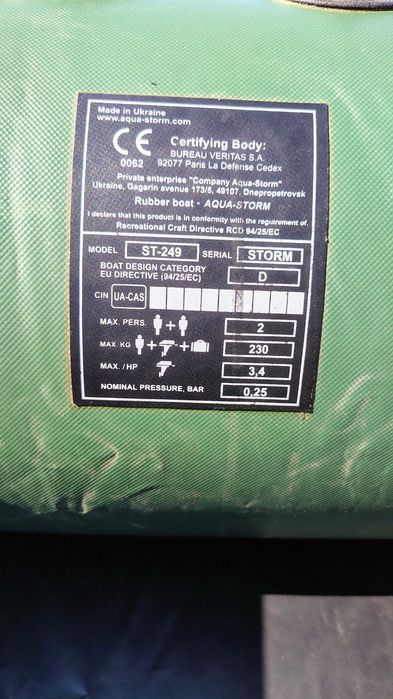 Made in Ukraine
www.aqua-storm.com
CE
0062
Certifying Body:
BUREAU VERITAS S.A.
92077 Paris La Defense Cedex
Private enterprise "Company Aqua-Storm"
Ukraine, Gagarin avenue 173/5, 49107, Dnepropetrovsk
Rubber boat - AQUA-STORM
I declare that this product is in conformity with the requirement of.
Recreational Craft Directive RCD 94/25/EC
MODEL ST-249 SERIAL STORM
BOAT DESIGN CATEGORY
EU DIRECTIVE (94/25/EC) D
CIN UA-CAS
MAX. PERS. + 2
MAX. KG + + 230
MAX. / HP 3,4
NOMINAL PRESSURE, BAR 0,25